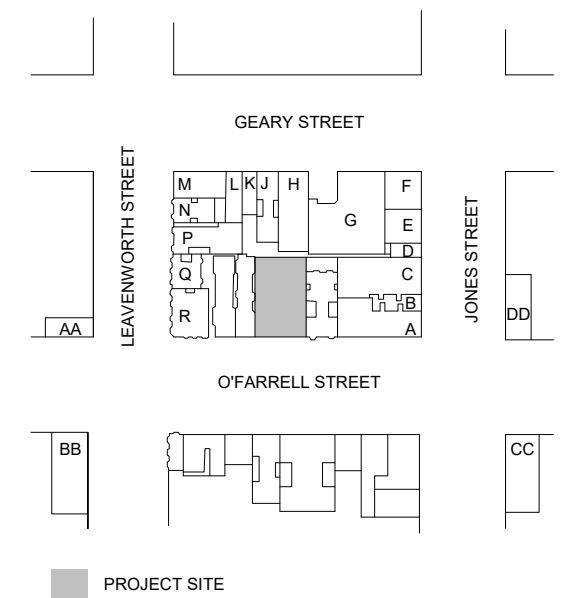 GEARY STREET
LEAVENWORTH STREET
JONES STREET
M
L
K
J
H
F
N
G
E
P
D
Q
C
B
R
A
AA
DD
O'FARRELL STREET
BB
CC
PROJECT SITE